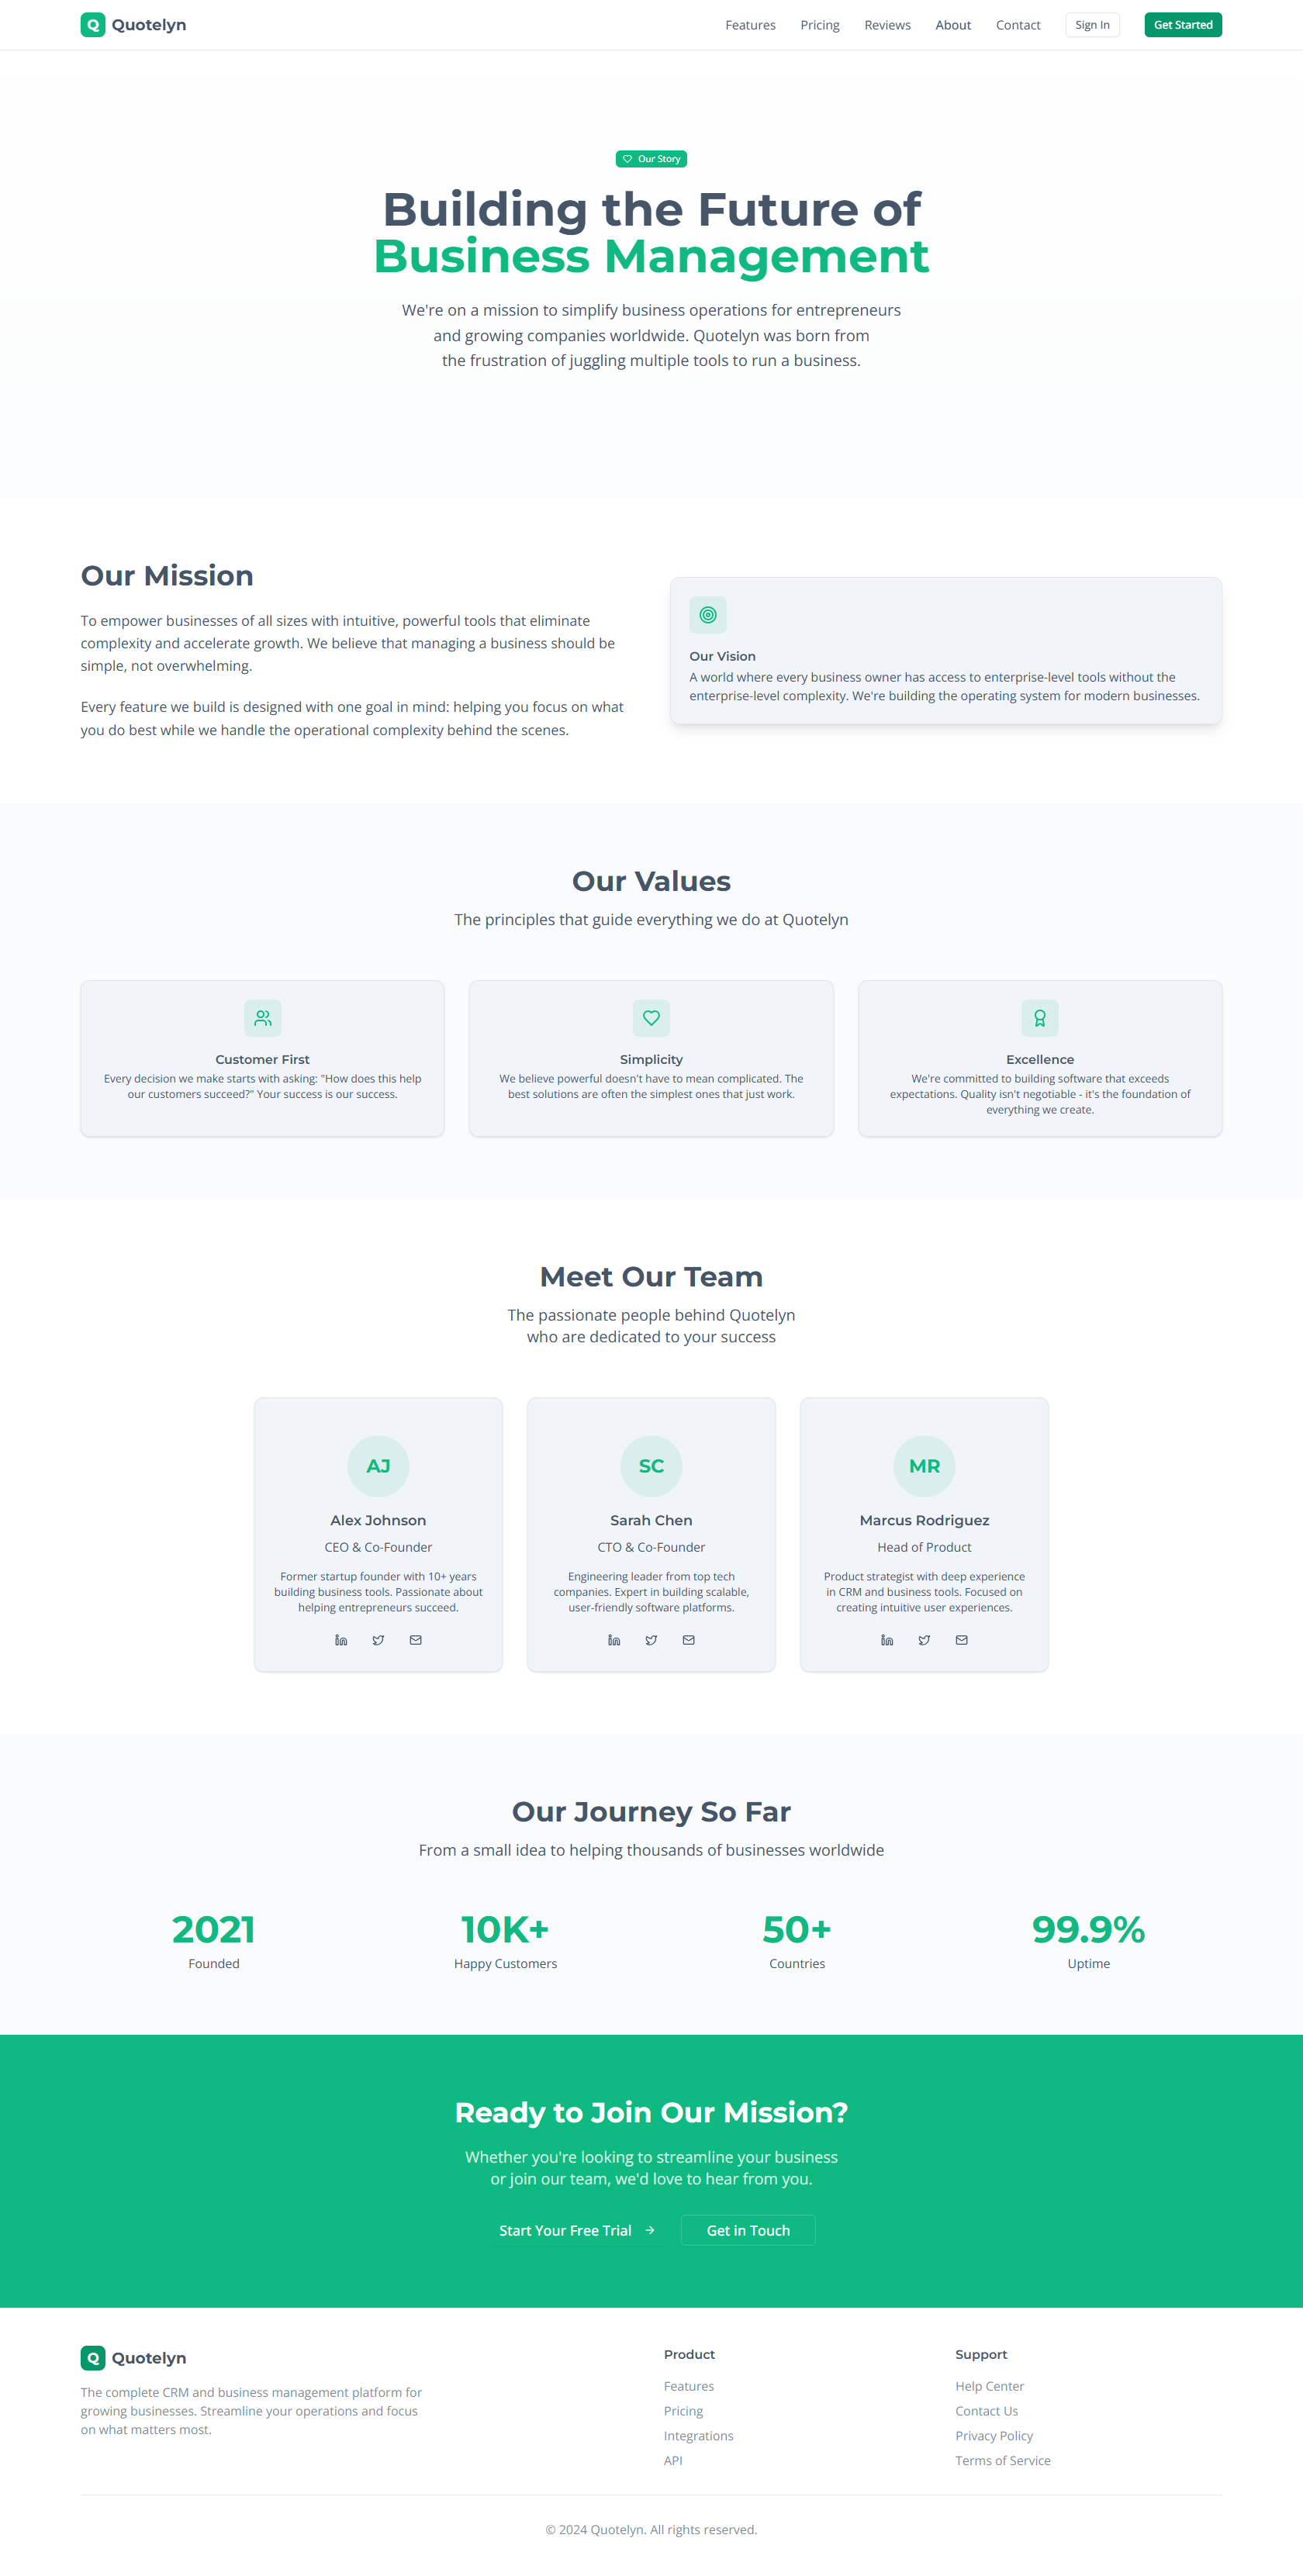 Q Quotelyn
Features Pricing Reviews About Contact Sign In Get Started
Our Story
Building the Future of
Business Management
We're on a mission to simplify business operations for entrepreneurs
and growing companies worldwide. Quotelyn was born from
the frustration of juggling multiple tools to run a business.
Our Mission
To empower businesses of all sizes with intuitive, powerful tools that eliminate
complexity and accelerate growth. We believe that managing a business should be
simple, not overwhelming.
Every feature we build is designed with one goal in mind: helping you focus on what
you do best while we handle the operational complexity behind the scenes.
Our Vision
A world where every business owner has access to enterprise-level tools without the
enterprise-level complexity. We're building the operating system for modern businesses.
Our Values
The principles that guide everything we do at Quotelyn
Customer First
Every decision we make starts with asking: "How does this help
our customers succeed?" Your success is our success.
Simplicity
We believe powerful doesn't have to mean complicated. The
best solutions are often the simplest ones that just work.
Excellence
We're committed to building software that exceeds
expectations. Quality isn't negotiable - it's the foundation of
everything we create.
Meet Our Team
The passionate people behind Quotelyn
who are dedicated to your success
AJ
Alex Johnson
CEO & Co-Founder
Former startup founder with 10+ years
building business tools. Passionate about
helping entrepreneurs succeed.
SC
Sarah Chen
CTO & Co-Founder
Engineering leader from top tech
companies. Expert in building scalable,
user-friendly software platforms.
MR
Marcus Rodriguez
Head of Product
Product strategist with deep experience
in CRM and business tools. Focused on
creating intuitive user experiences.
Our Journey So Far
From a small idea to helping thousands of businesses worldwide
2021
Founded
10K+
Happy Customers
50+
Countries
99.9%
Uptime
Ready to Join Our Mission?
Whether you're looking to streamline your business
or join our team, we'd love to hear from you.
Start Your Free Trial
Get in Touch
Q Quotelyn
The complete CRM and business management platform for
growing businesses. Streamline your operations and focus
on what matters most.
Product
Features
Pricing
Integrations
API
Support
Help Center
Contact Us
Privacy Policy
Terms of Service
© 2024 Quotelyn. All rights reserved.